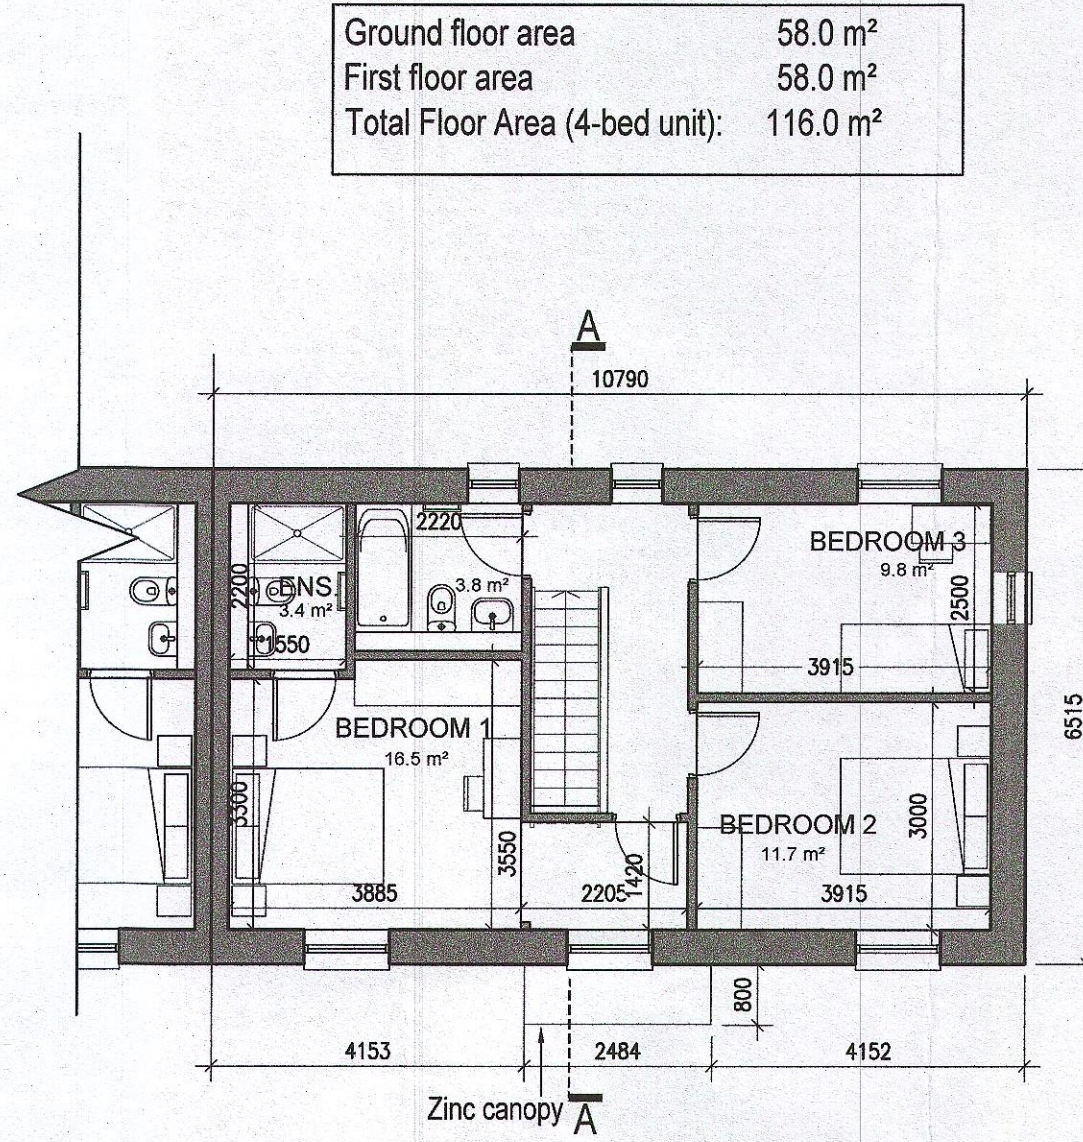 Ground floor area 58.0 m²
First floor area 58.0 m²
Total Floor Area (4-bed unit): 116.0 m²
A
10790
2220
BEDROOM 3
9.8 m²
2200
ENS.
3.4 m²
3.8 m²
2500
1550
3915
6515
BEDROOM 1
16.5 m²
3300
BEDROOM 2
11.7 m²
3000
3550
1420
3885
2205
3915
800
4153
2484
4152
Zinc canopy
A